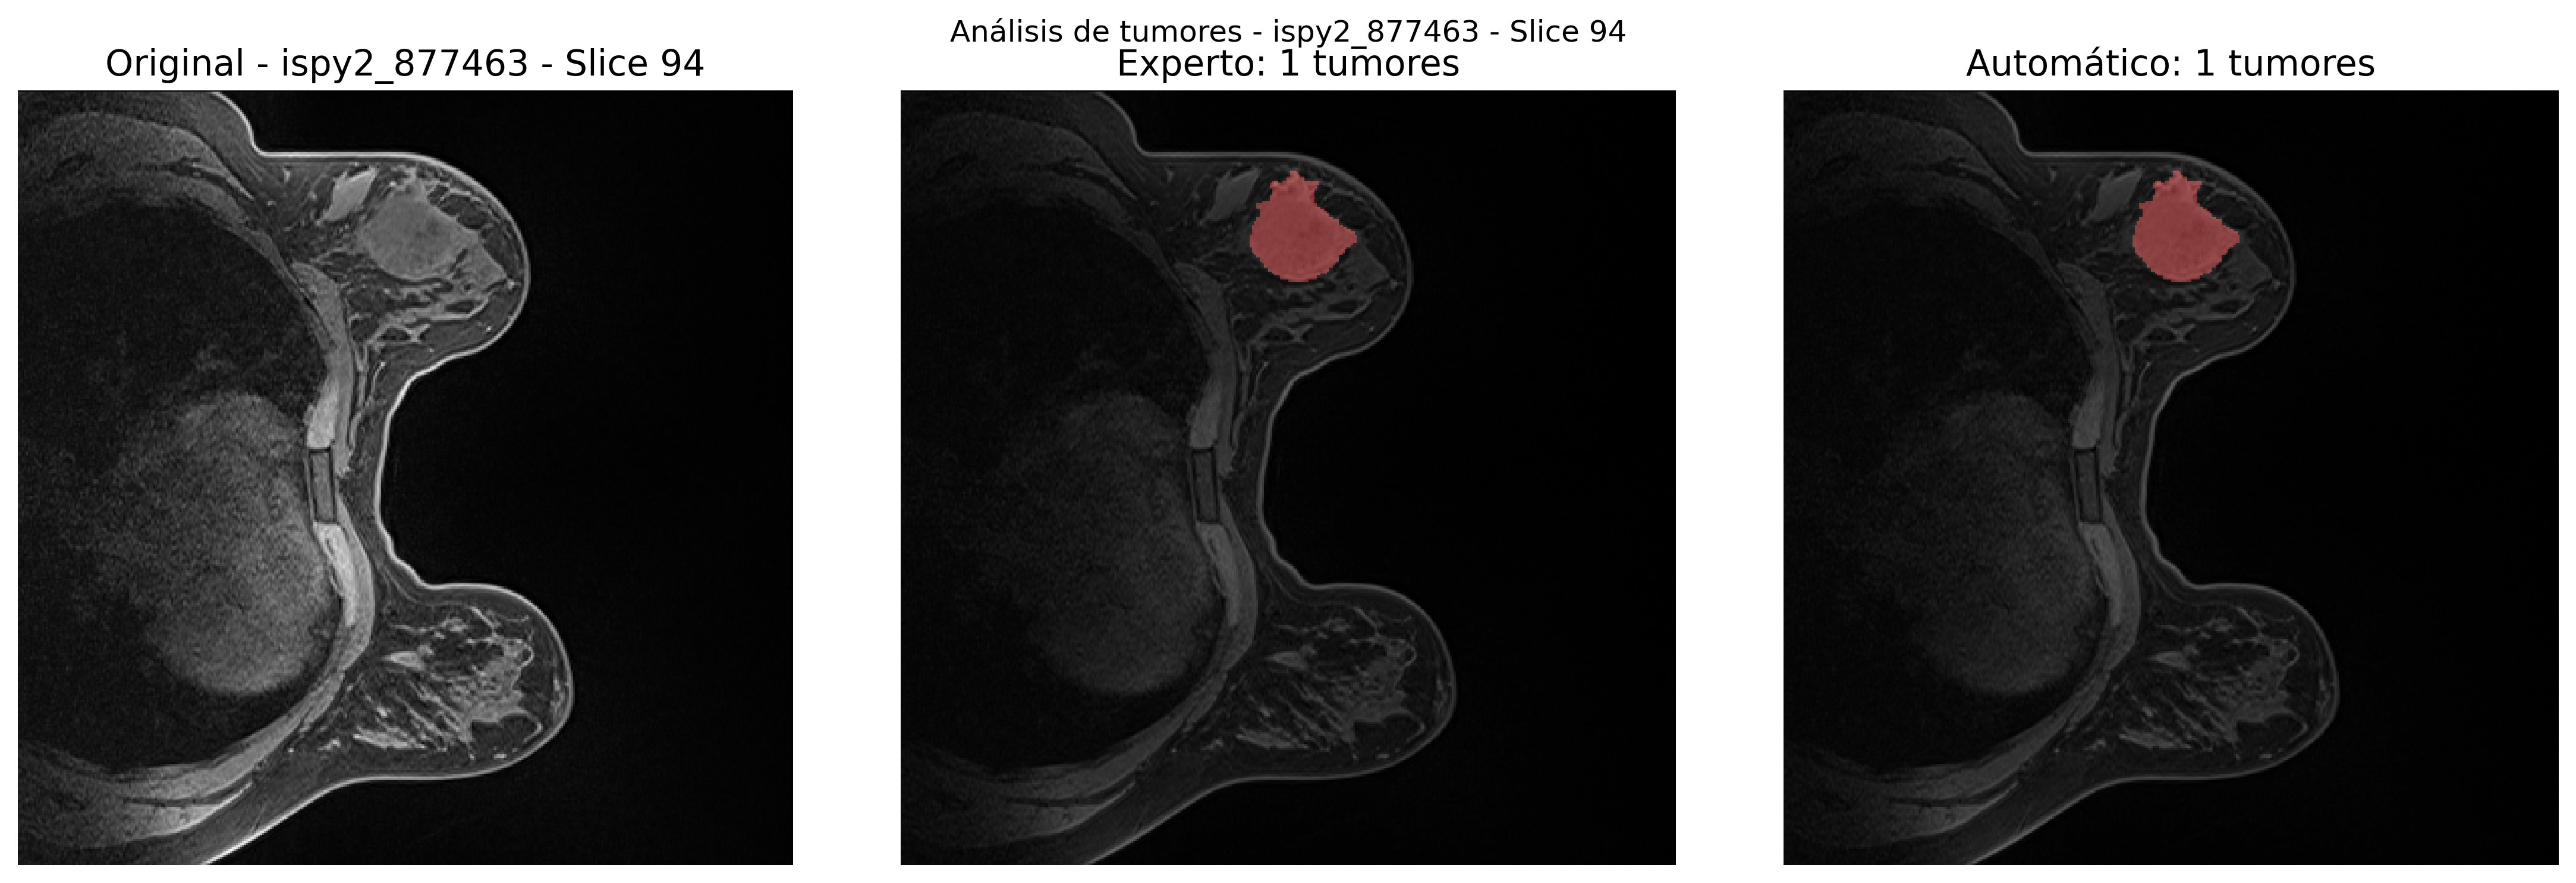 Análisis de tumores - ispy2_877463 - Slice 94
Original - ispy2_877463 - Slice 94
Experto: 1 tumores
Automático: 1 tumores